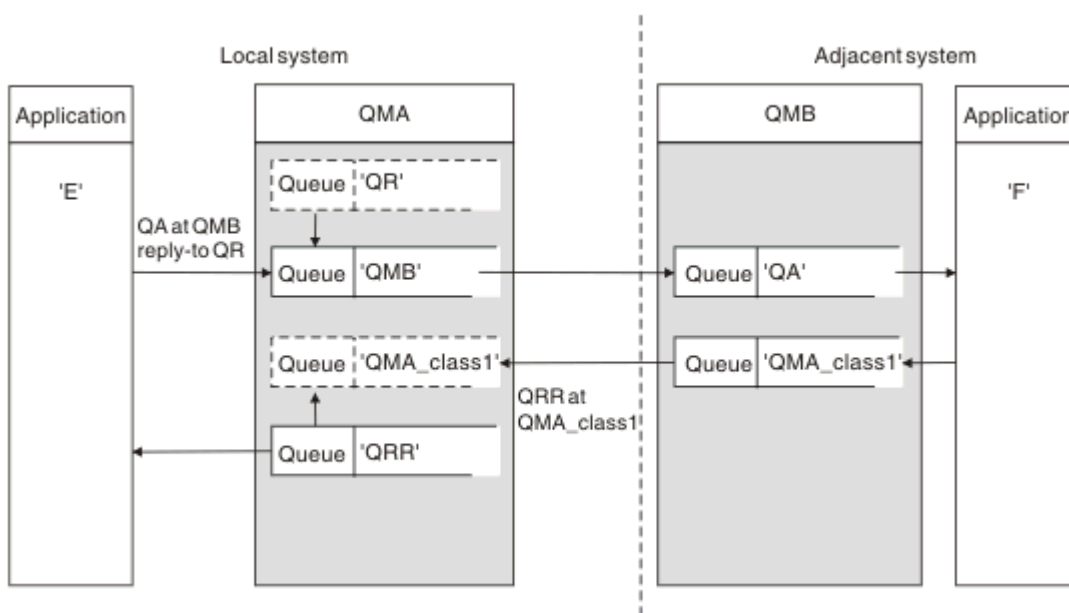 Local system
Adjacent system
Application
QMA
QMB
Application
'E'
Queue 'QR'
'F'
QA at QMB
reply-to QR
Queue 'QMB'
Queue 'QA'
Queue 'QMA_class1'
Queue 'QMA_class1'
QRR at
QMA_class1
Queue 'QRR'